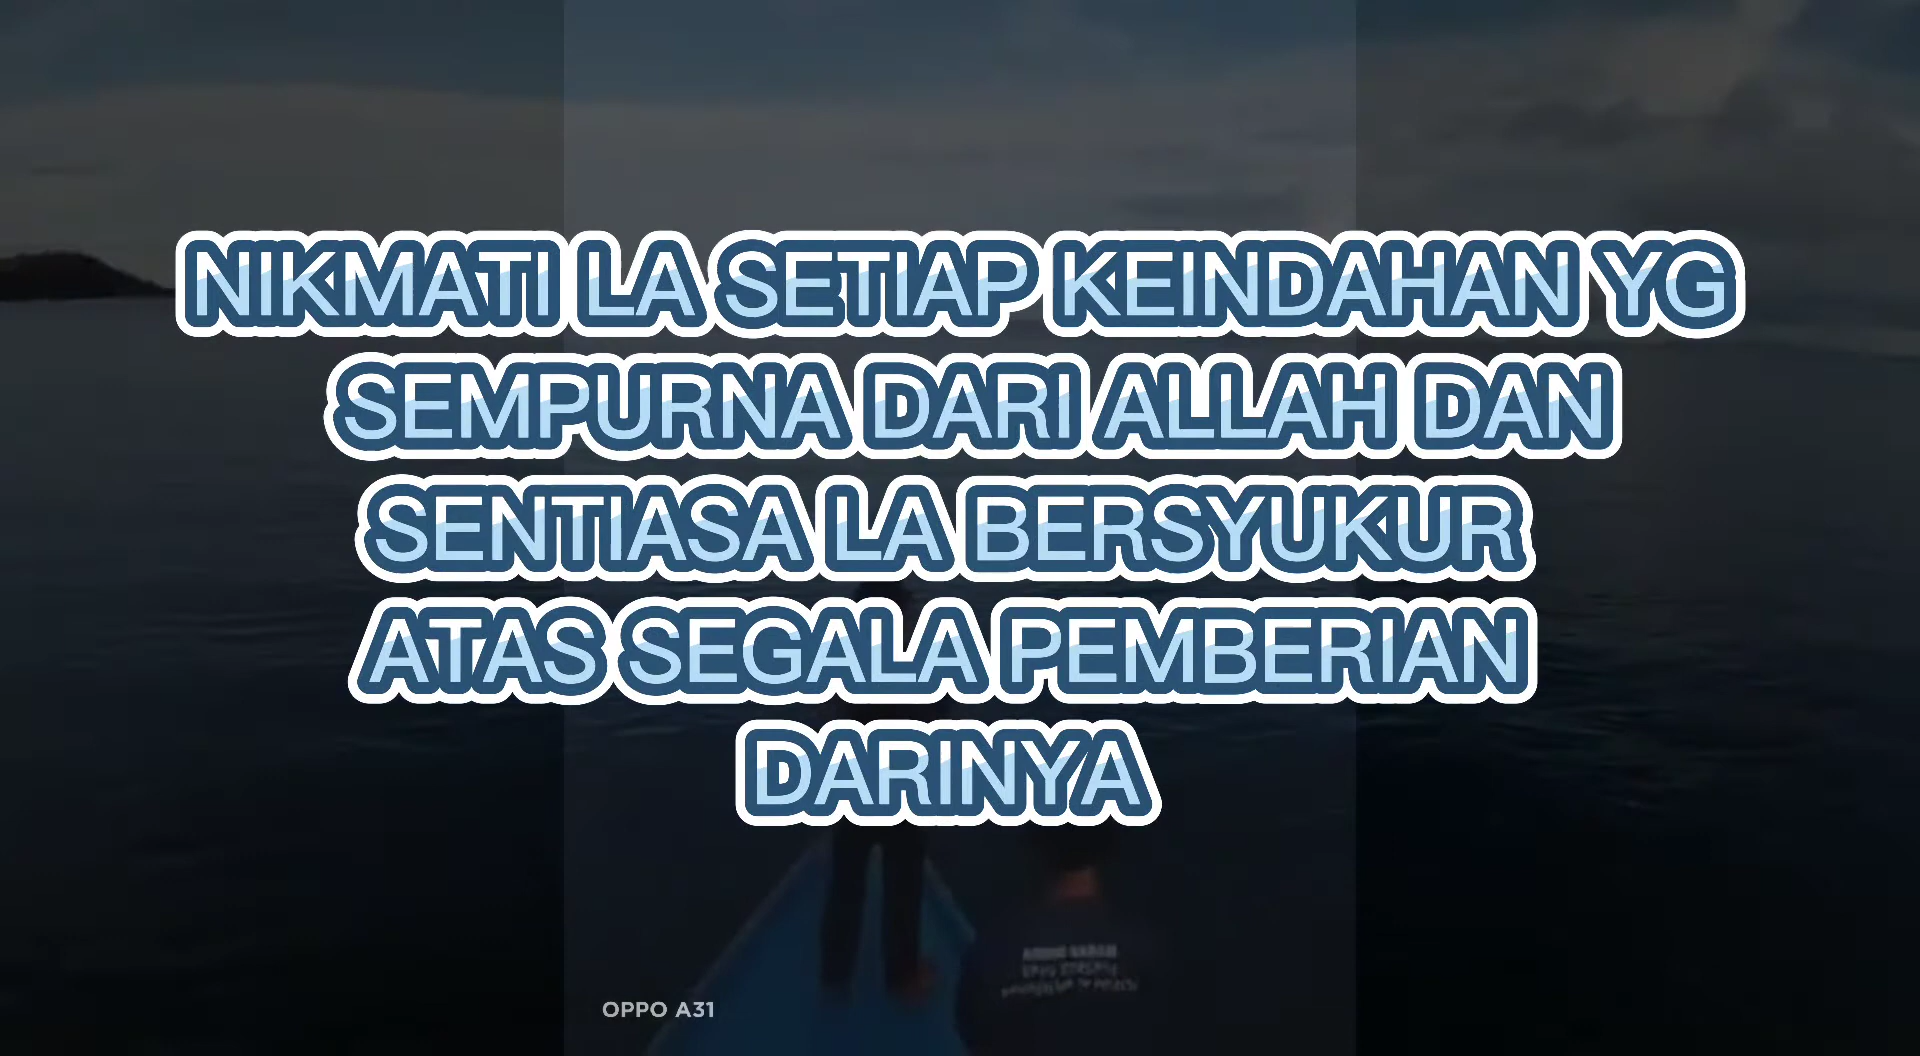 NIKMATI LA SETIAP KEINDAHAN YG
SEMPURNA DARI ALLAH DAN
SENTIASA LA BERSYUKUR
ATAS SEGALA PEMBERIAN
DARINYA
OPPO A31